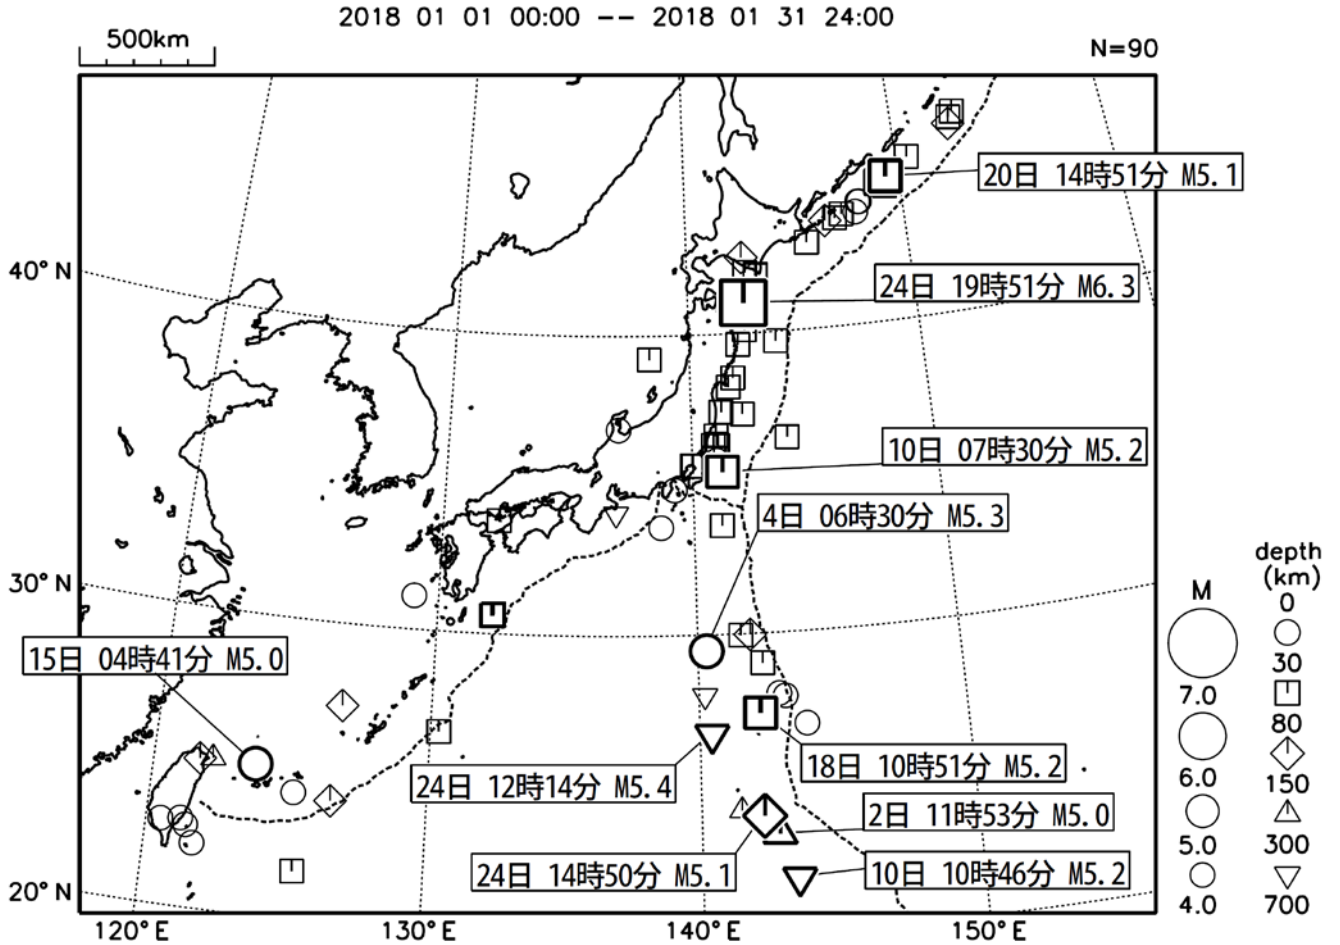 2018 01 01 00:00 -- 2018 01 31 24:00
500km
N=90
20日 14時51分 M5.1
40°N
24日 19時51分 M6.3
10日 07時30分 M5.2
4日 06時30分 M5.3
depth
(km)
30°N
M
0
15日 04時41分 M5.0
30
7.0
80
18日 10時51分 M5.2
24日 12時14分 M5.4
6.0
150
2日 11時53分 M5.0
5.0
300
24日 14時50分 M5.1
10日 10時46分 M5.2
20°N
4.0
700
120°E
130°E
140°E
150°E